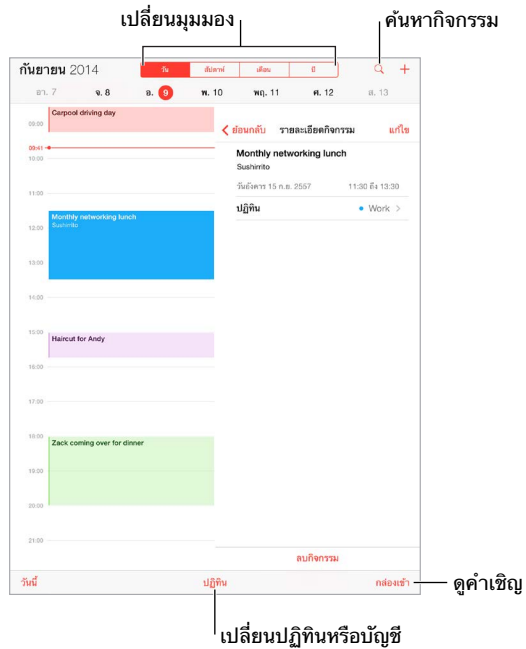 เปลี่ยนมุมมอง
ค้นหากิจกรรม
กันยายน 2014
วัน สัปดาห์ เดือน ปี
อา. 7 จ. 8 อ. 9 พ. 10 พฤ. 11 ศ. 12 ส. 13
Carpool driving day
09:00
ย้อนกลับ รายละเอียดกิจกรรม แก้ไข
09:41
10:00
Monthly networking lunch
Sushirrito
วันอังคาร 15 ก.ย. 2557 11:30 ถึง 13:30
11:00
ปฏิทิน Work
Monthly networking lunch
Sushirrito
12:00
13:00
14:00
15:00
Haircut for Andy
16:00
17:00
18:00
Zack coming over for dinner
19:00
20:00
21:00
ลบกิจกรรม
วันนี้ ปฏิทิน กล่องเข้า
ดูคำเชิญ
เปลี่ยนปฏิทินหรือบัญชี